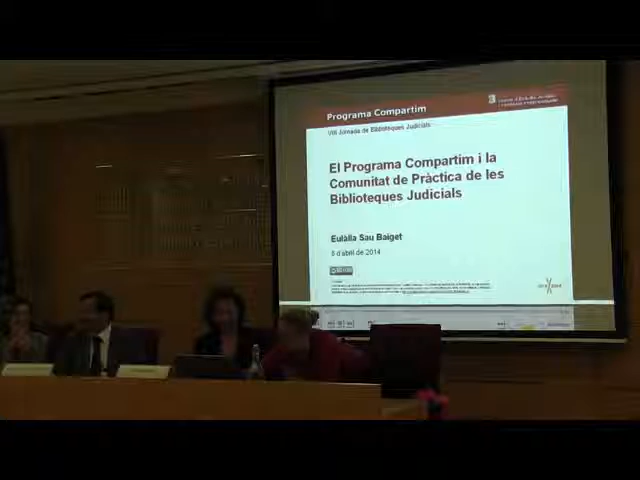 Programa Compartim
VIII Jornada de Biblioteques Judicials
El Programa Compartim i la
Comunitat de Pràctica de les
Biblioteques Judicials
Eulàlia Sau Baiget
8 d'abril de 2014